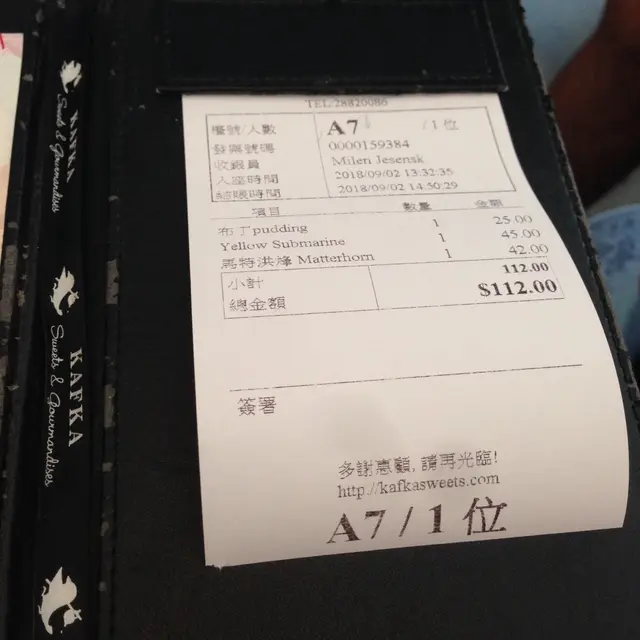 TEL:28820086
檯號/人數 A7 /1 位
發票號碼 0000159384
收銀員 Milen Jesensk
入座時間 2018/09/02 13:32:35
結賬時間 2018/09/02 14:50:29
項目 數量 金額
布丁pudding 1 25.00
Yellow Submarine 1 45.00
馬特洪峰 Matterhorn 1 42.00
小計 112.00
總金額 $112.00
簽署
多謝惠顧, 請再光臨!
http://kafkasweets.com
A7 / 1 位
KAFKA
Sweets & Gourmandises
KAFKA
Sweets & Gourmandises